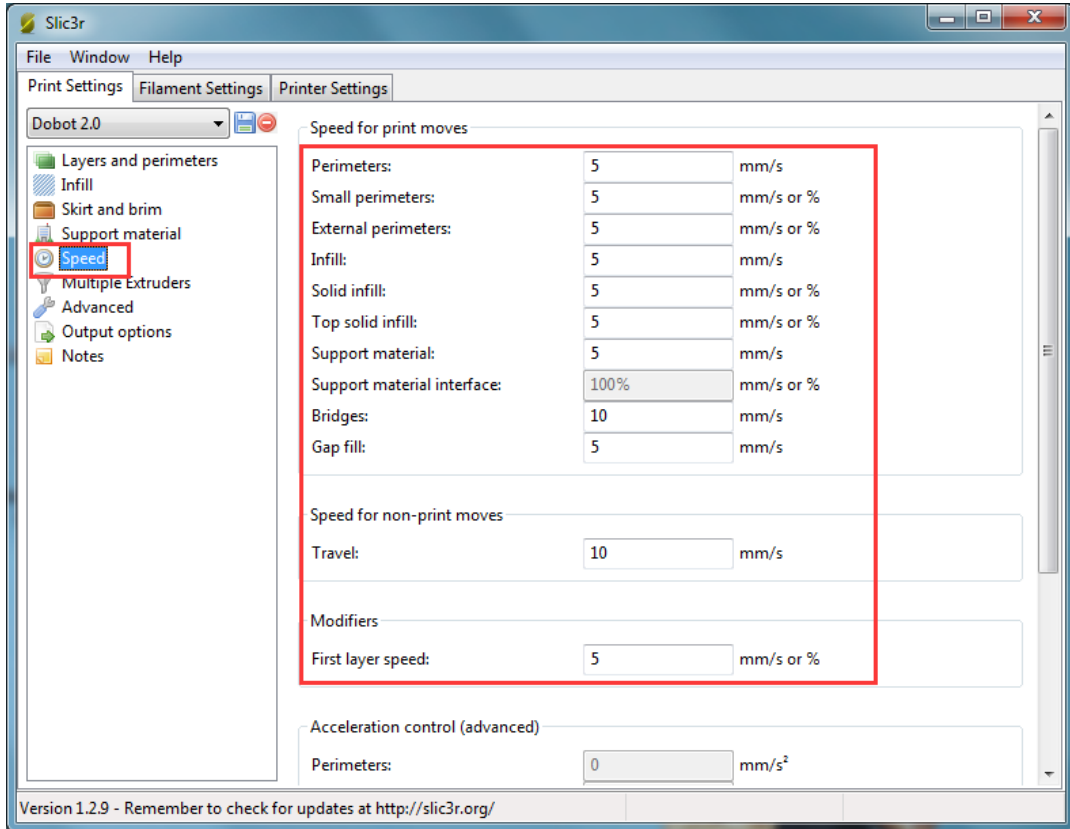 Slic3r
File Window Help
Print Settings Filament Settings Printer Settings
Dobot 2.0
Layers and perimeters
Infill
Skirt and brim
Support material
Speed
Multiple Extruders
Advanced
Output options
Notes
Speed for print moves
Perimeters: 5 mm/s
Small perimeters: 5 mm/s or %
External perimeters: 5 mm/s or %
Infill: 5 mm/s
Solid infill: 5 mm/s or %
Top solid infill: 5 mm/s or %
Support material: 5 mm/s
Support material interface: 100% mm/s or %
Bridges: 10 mm/s
Gap fill: 5 mm/s
Speed for non-print moves
Travel: 10 mm/s
Modifiers
First layer speed: 5 mm/s or %
Acceleration control (advanced)
Perimeters: 0 mm/s²
Version 1.2.9 - Remember to check for updates at http://slic3r.org/